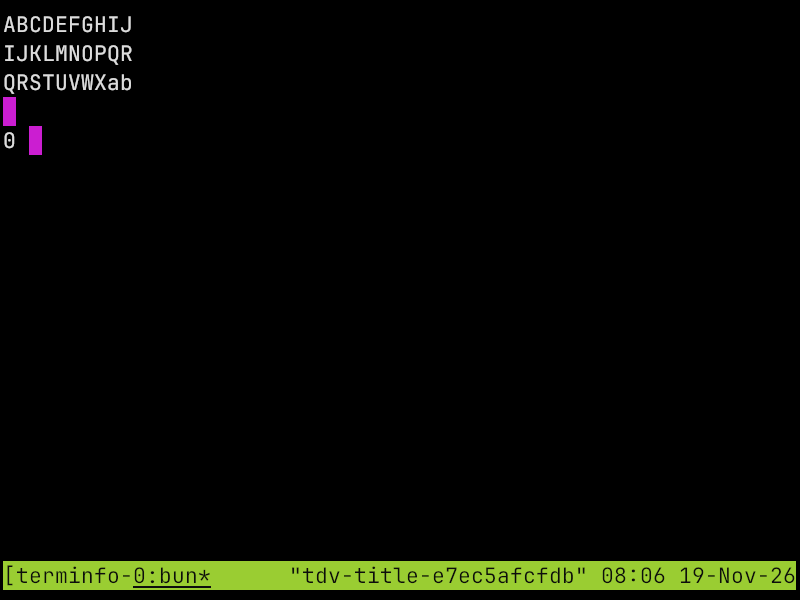 ABCDEFGHIJ
IJKLMNOPQR
QRSTUVWXab
0
[terminfo-0:bun*      "tdv-title-e7ec5afcfdb" 08:06 19-Nov-26